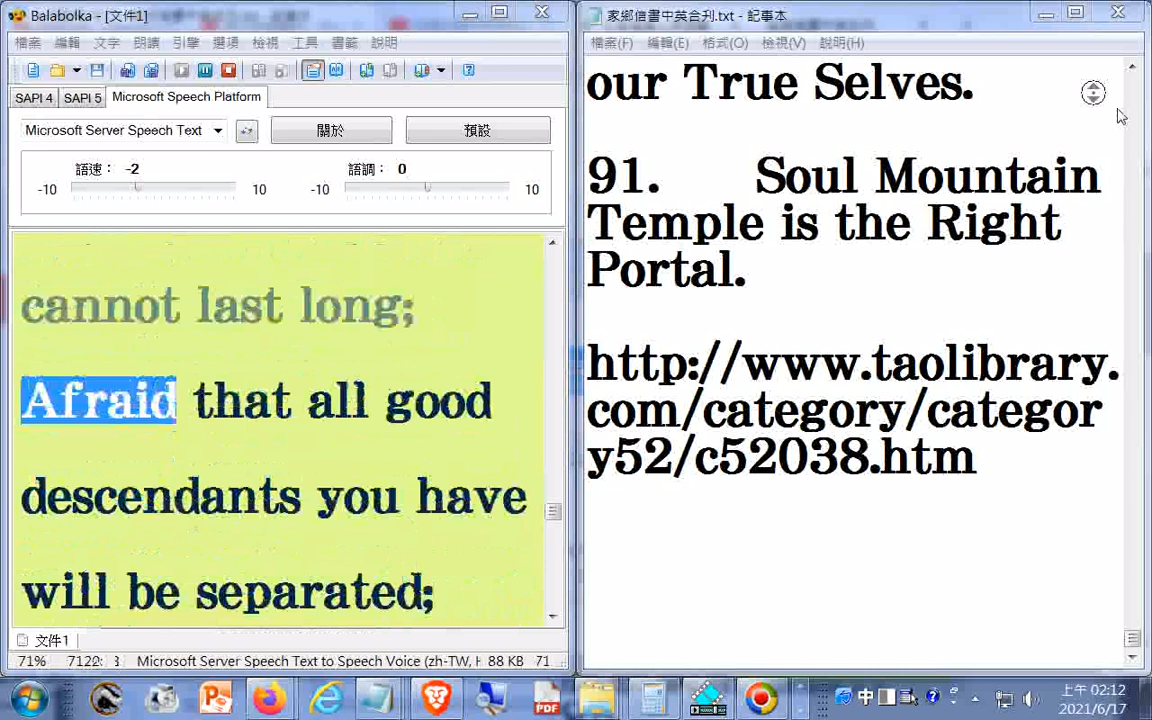 Balabolka - [文件1]
檔案 編輯 文字 朗讀 引擎 選項 檢視 工具 書籤 說明
SAPI 4 SAPI 5 Microsoft Speech Platform
Microsoft Server Speech Text 關於 預設
語速： -2 語調： 0
-10 10 -10 10
cannot last long;
Afraid that all good
descendants you have
will be separated;
文件1
71% 7122: Microsoft Server Speech Text to Speech Voice (zh-TW, H 88 KB 71
家鄉信書中英合刋.txt - 記事本
檔案(F) 編輯(E) 格式(O) 檢視(V) 說明(H)
our True Selves.
91. Soul Mountain
Temple is the Right
Portal.
http://www.taolibrary.
com/category/categor
y52/c52038.htm
中
上午 02:12
2021/6/17